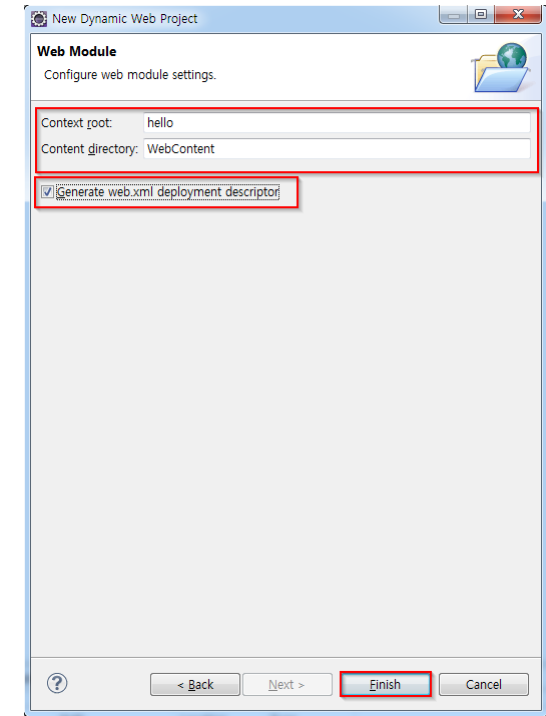 New Dynamic Web Project
Web Module
Configure web module settings.
Context root: hello
Content directory: WebContent
Generate web.xml deployment descriptor
?
< Back Next > Finish Cancel